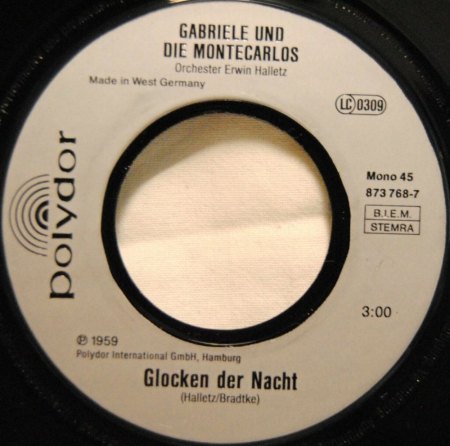 GABRIELE UND
DIE MONTECARLOS
Orchester Erwin Halletz
Made in West Germany
LC 0309
Mono 45
873 768-7
B.I.E.M.
STEMRA
polydor
3:00
℗ 1959
Polydor International GmbH, Hamburg
Glocken der Nacht
(Halletz/Bradtke)